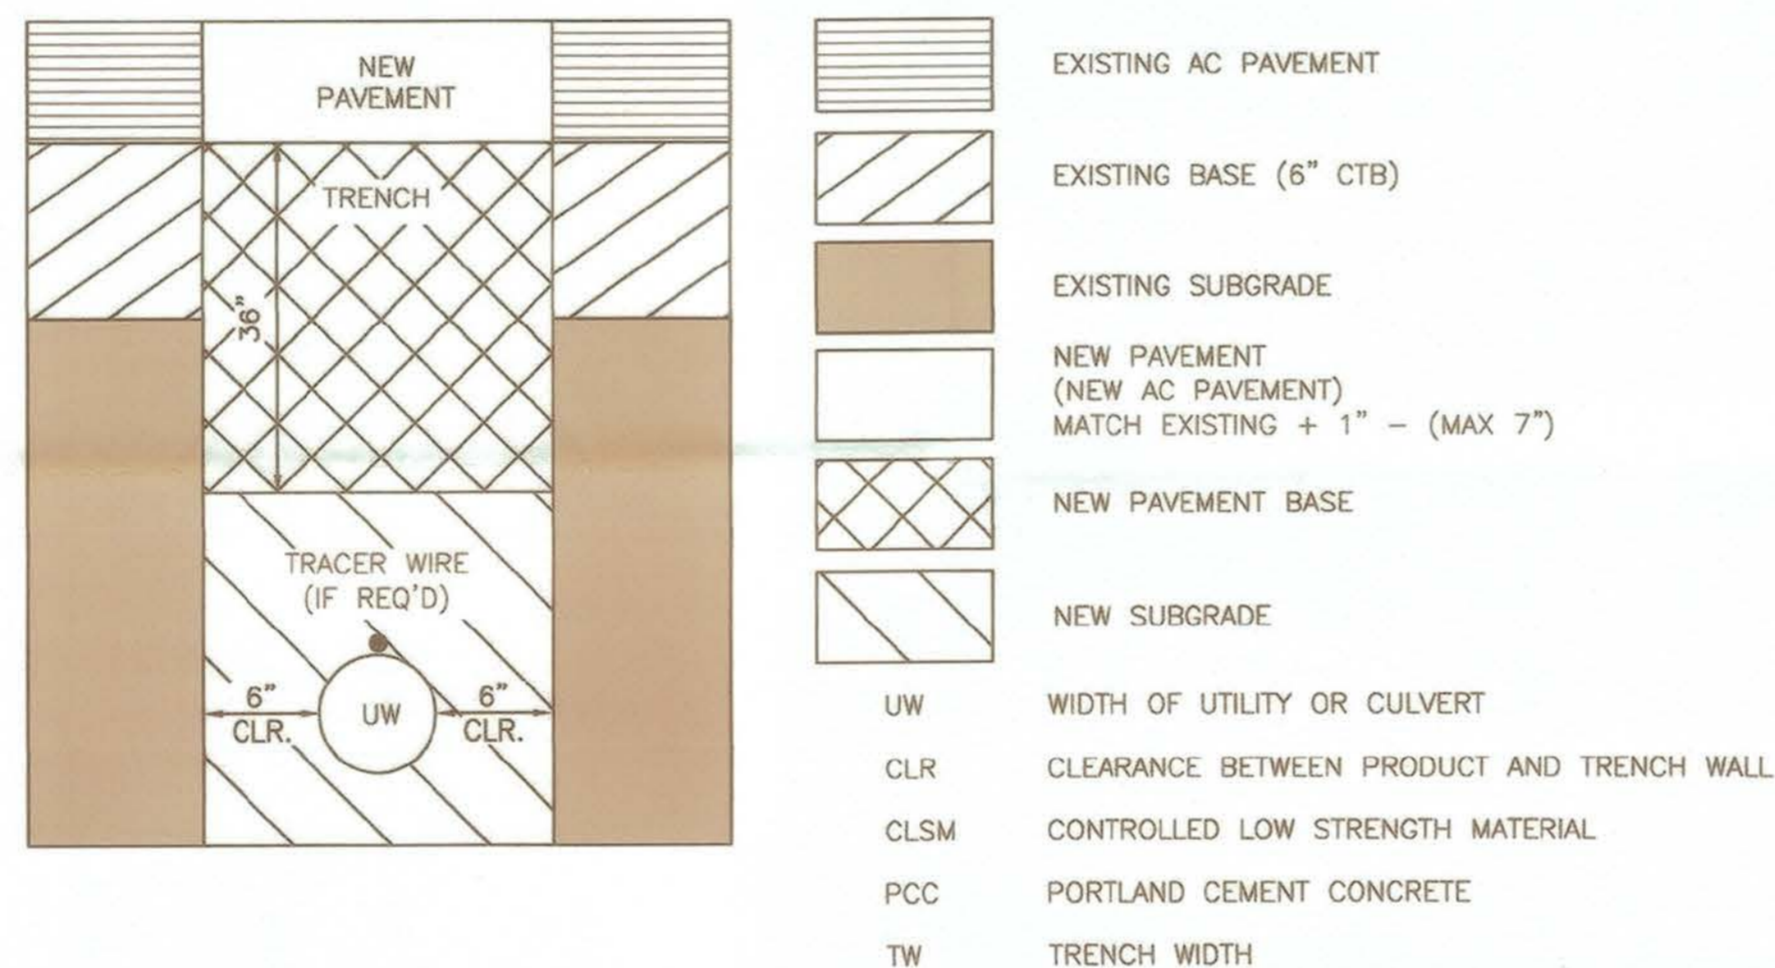 NEW
PAVEMENT
TRENCH
36"
TRACER WIRE
(IF REQ'D)
6"
CLR.
UW
6"
CLR.
EXISTING AC PAVEMENT
EXISTING BASE (6" CTB)
EXISTING SUBGRADE
NEW PAVEMENT
(NEW AC PAVEMENT)
MATCH EXISTING + 1" – (MAX 7")
NEW PAVEMENT BASE
NEW SUBGRADE
UW WIDTH OF UTILITY OR CULVERT
CLR CLEARANCE BETWEEN PRODUCT AND TRENCH WALL
CLSM CONTROLLED LOW STRENGTH MATERIAL
PCC PORTLAND CEMENT CONCRETE
TW TRENCH WIDTH